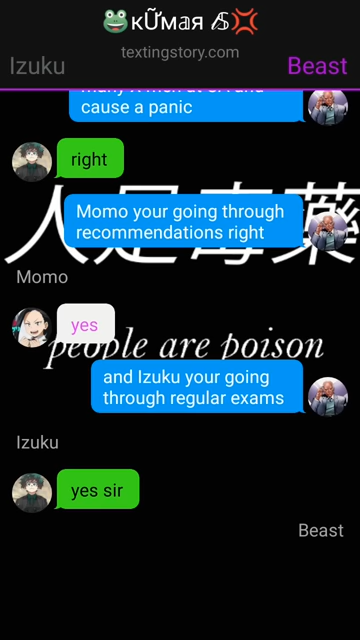 🐸кỮмaя 𝓢💢
textingstory.com
Izuku Beast
cause a panic
right
Momo your going through
recommendations right
人是毒藥
Momo
yes
people are poison
and Izuku your going
through regular exams
Izuku
yes sir
Beast